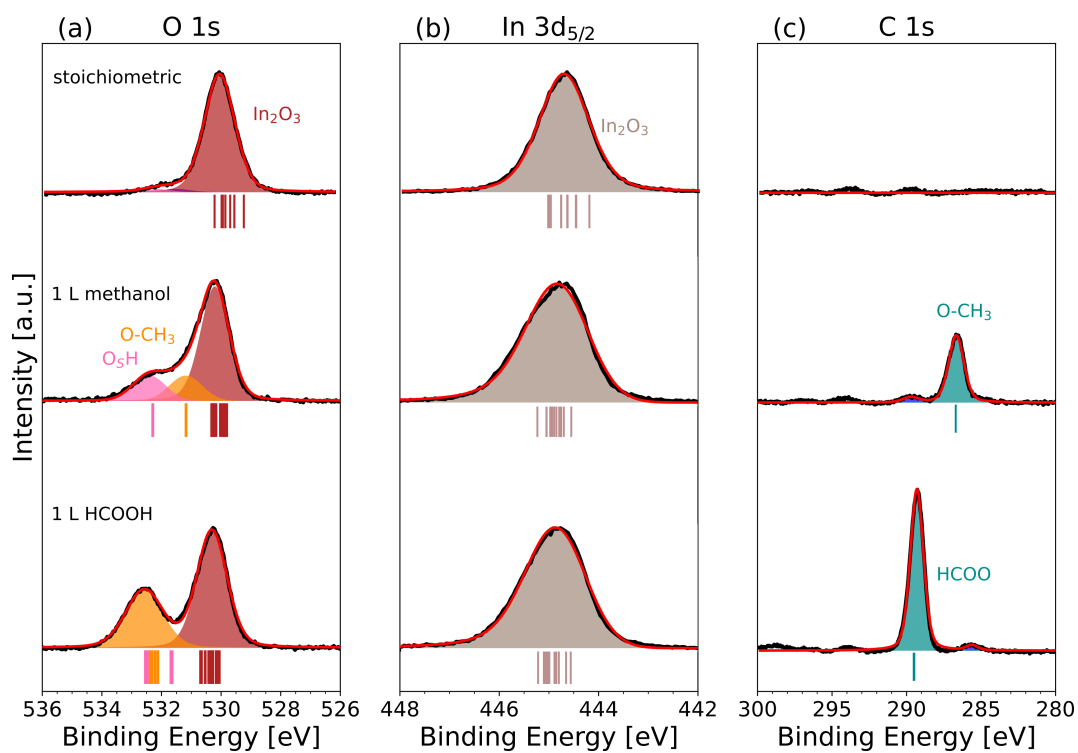 (a) O 1s
(b) In 3d₅/₂
(c) C 1s
Intensity [a.u.]
stoichiometric
In₂O₃
In₂O₃
1 L methanol
O-CH₃
OₛH
O-CH₃
1 L HCOOH
HCOO
536 534 532 530 528 526
448 446 444 442
300 295 290 285 280
Binding Energy [eV]
Binding Energy [eV]
Binding Energy [eV]